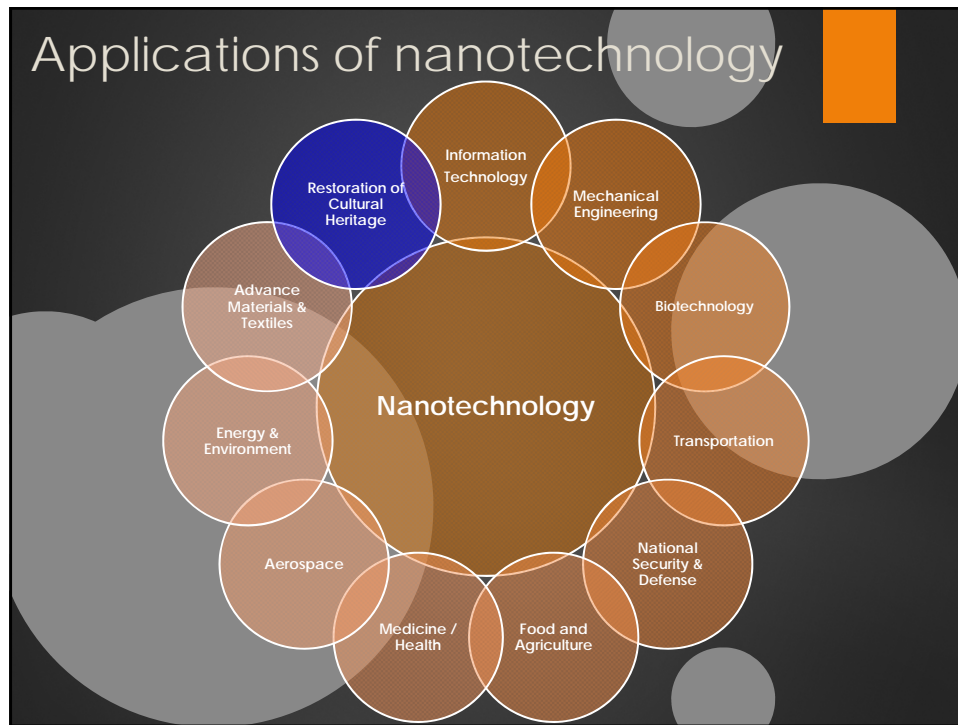 Applications of nanotechnology
Information
Technology
Mechanical
Engineering
Biotechnology
Transportation
National
Security &
Defense
Food and
Agriculture
Medicine /
Health
Aerospace
Energy &
Environment
Advance
Materials &
Textiles
Restoration of
Cultural
Heritage
Nanotechnology